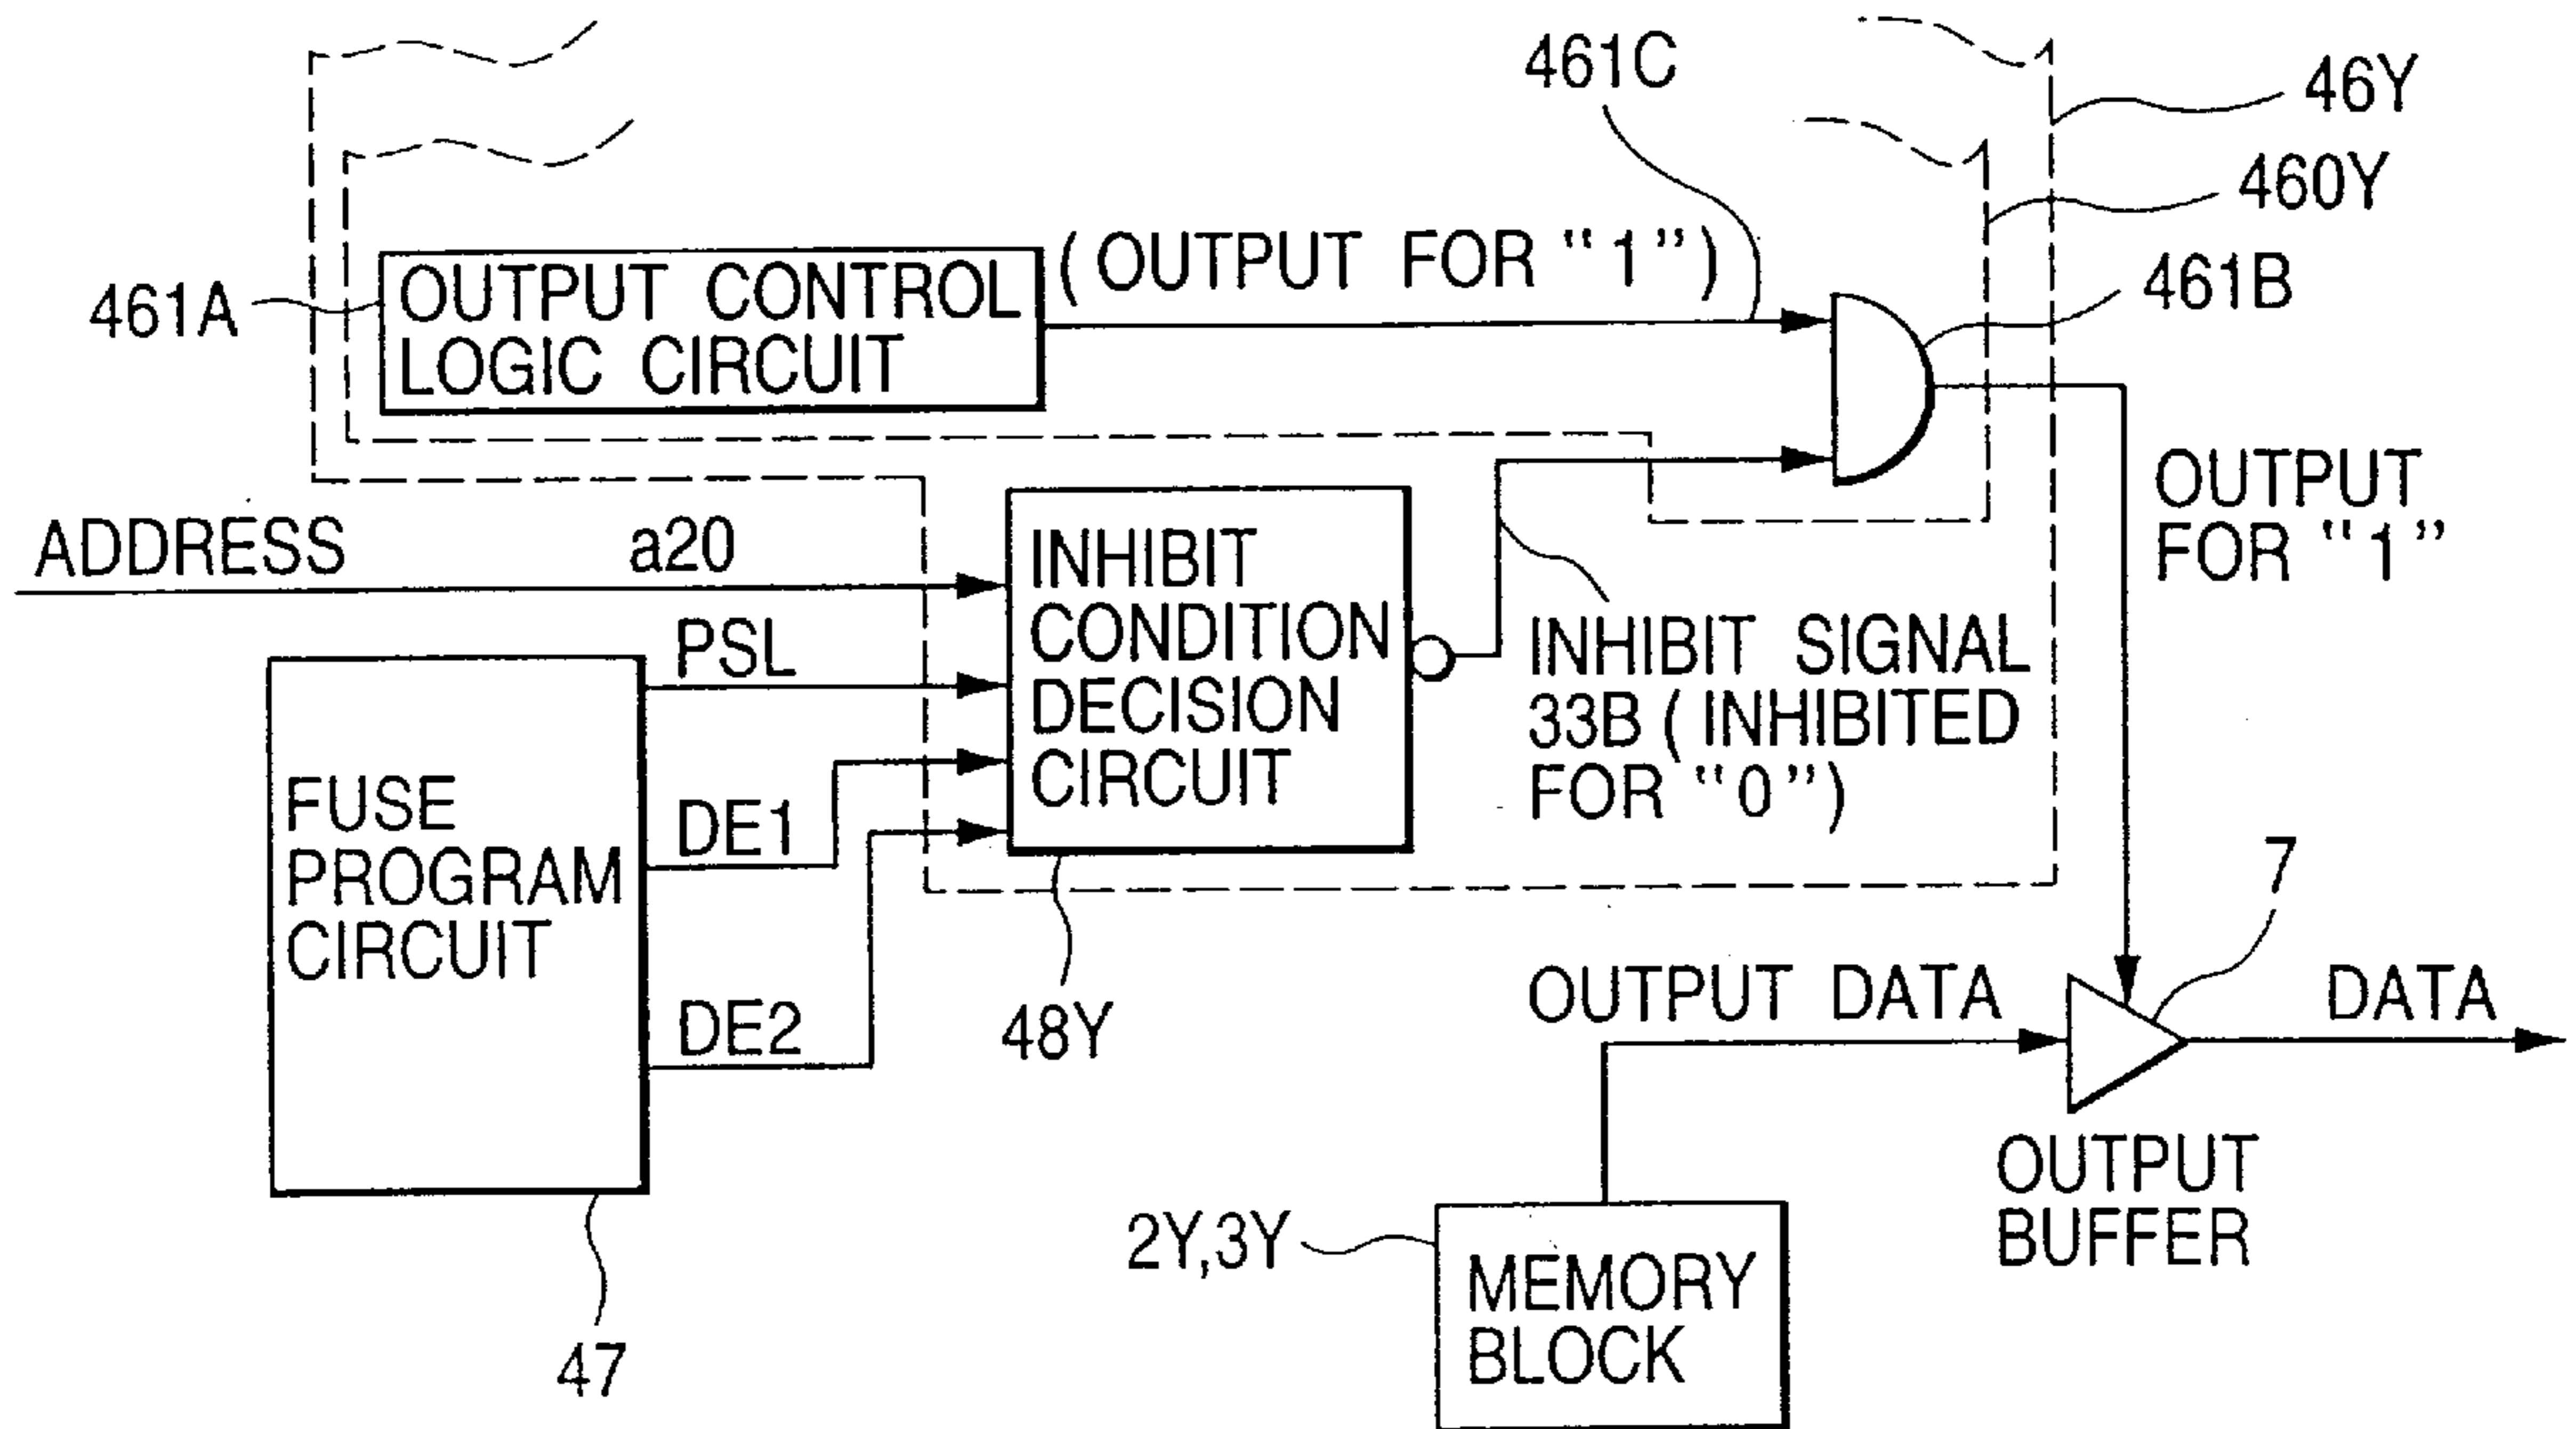 461C
46Y
460Y
461B
461A
OUTPUT CONTROL
LOGIC CIRCUIT
(OUTPUT FOR "1")
OUTPUT
FOR "1"
ADDRESS a20
PSL
DE1
DE2
FUSE
PROGRAM
CIRCUIT
47
INHIBIT
CONDITION
DECISION
CIRCUIT
48Y
INHIBIT SIGNAL
33B (INHIBITED
FOR "0")
7
OUTPUT DATA
DATA
OUTPUT
BUFFER
2Y,3Y
MEMORY
BLOCK